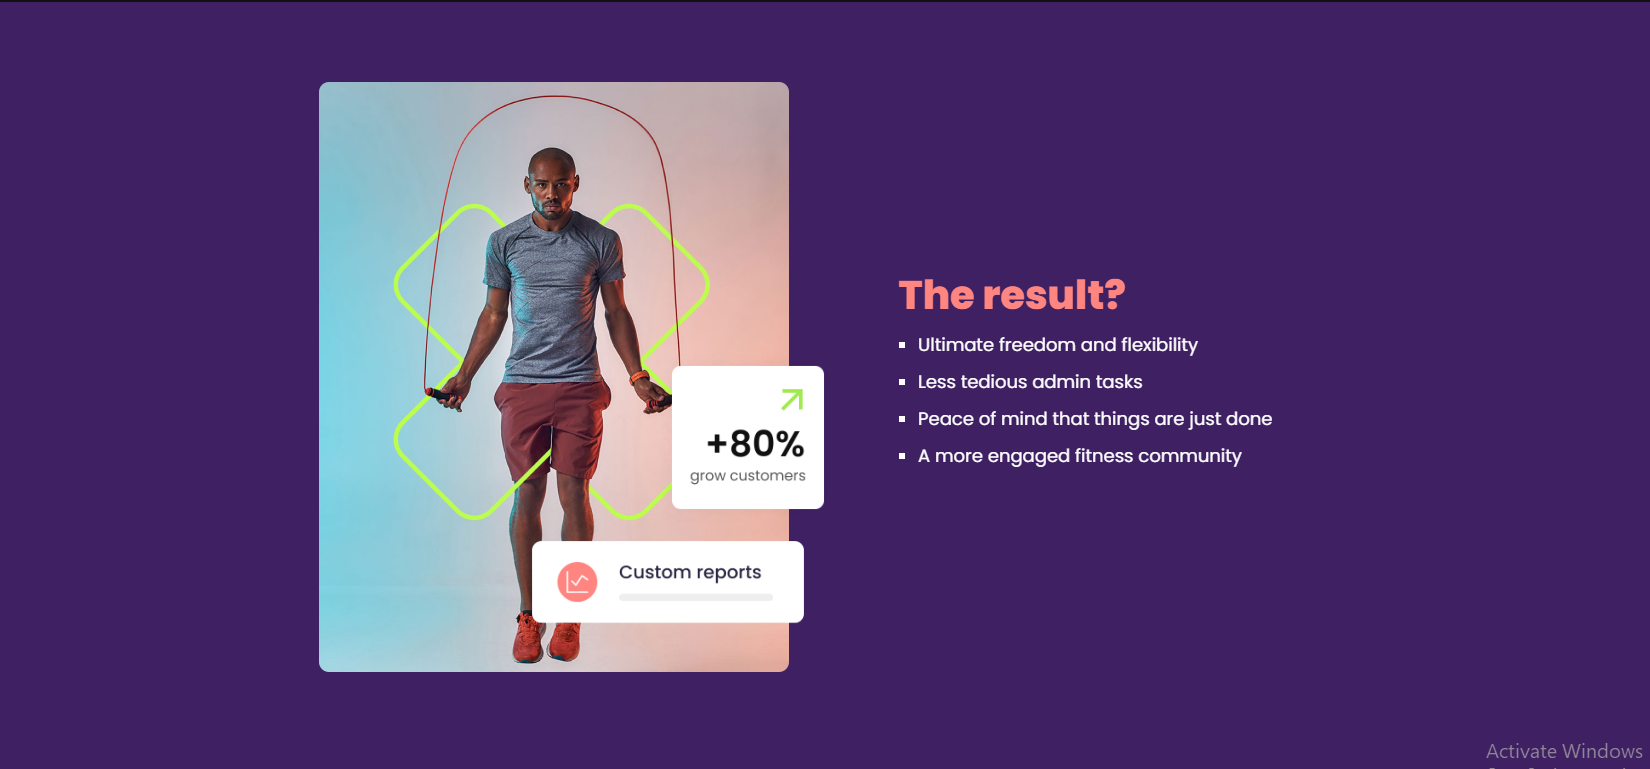 The result?
Ultimate freedom and flexibility
Less tedious admin tasks
Peace of mind that things are just done
A more engaged fitness community
+80%
grow customers
Custom reports
Activate Windows